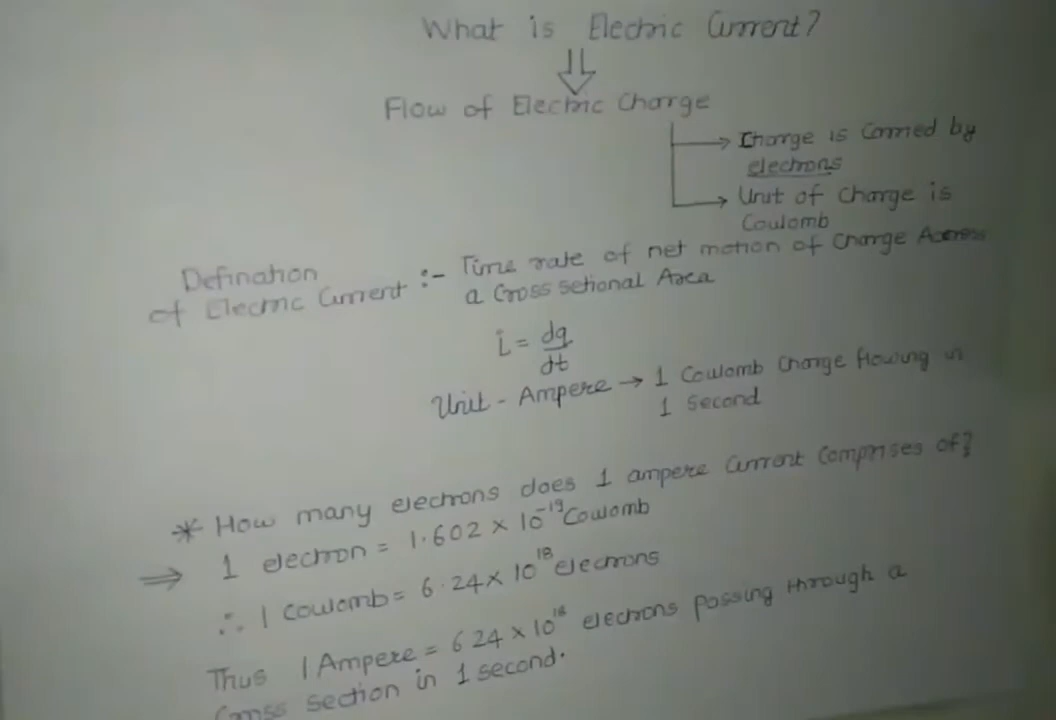 What is Electric Current?
⇓
Flow of Electric Charge
→ Charge is Carried by
electrons
→ Unit of Charge is
Coulomb
Defination
of Electric Current :- Time rate of net motion of Charge Across
a Cross setional Area
i = dq/dt
Unit - Ampere → 1 Coulomb Charge flowing in
1 second
* How many electrons does 1 ampere Current Comprises of?
⇒ 1 electron = 1.602 × 10⁻¹⁹ Coulomb
∴ 1 Coulomb = 6.24 × 10¹⁸ electrons
Thus 1 Ampere = 6.24 × 10¹⁸ electrons passing through a
Cross section in 1 second.